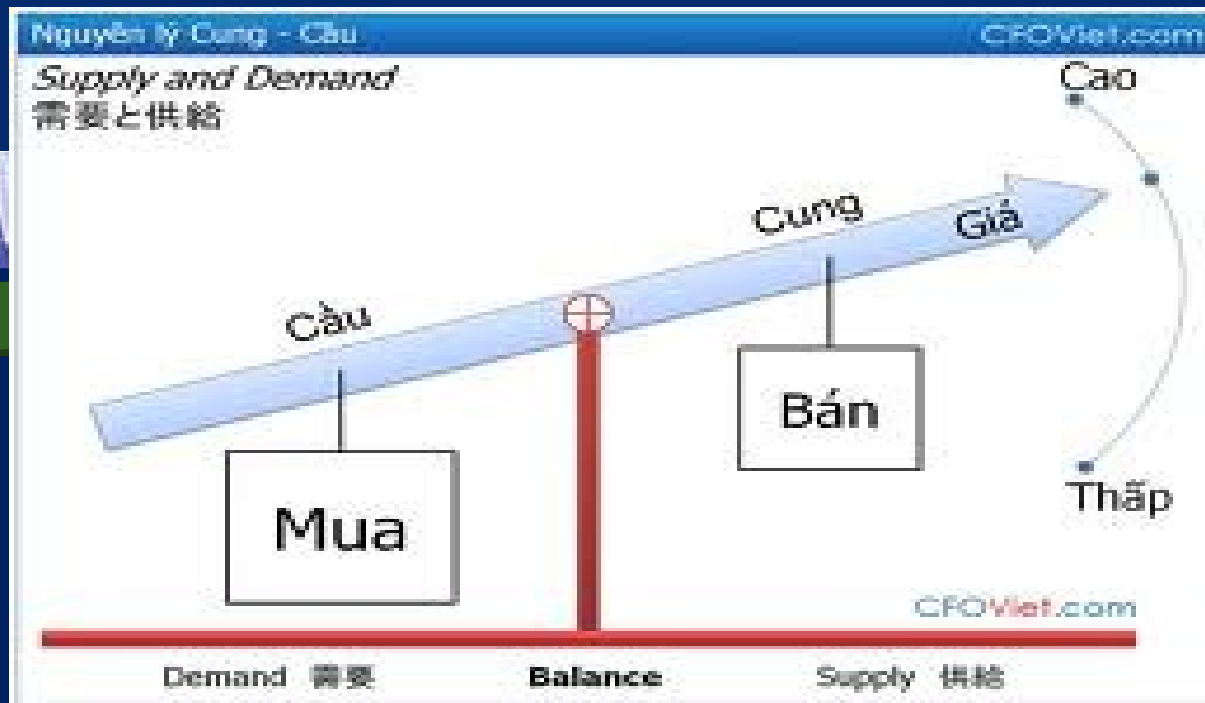 Nguyên lý Cung - Cầu
CFOViet.com
Supply and Demand
需要と供給
Cao
Cung
Giá
Cầu
Bán
Mua
Thấp
CFOViet.com
Demand 需要
Balance
Supply 供給